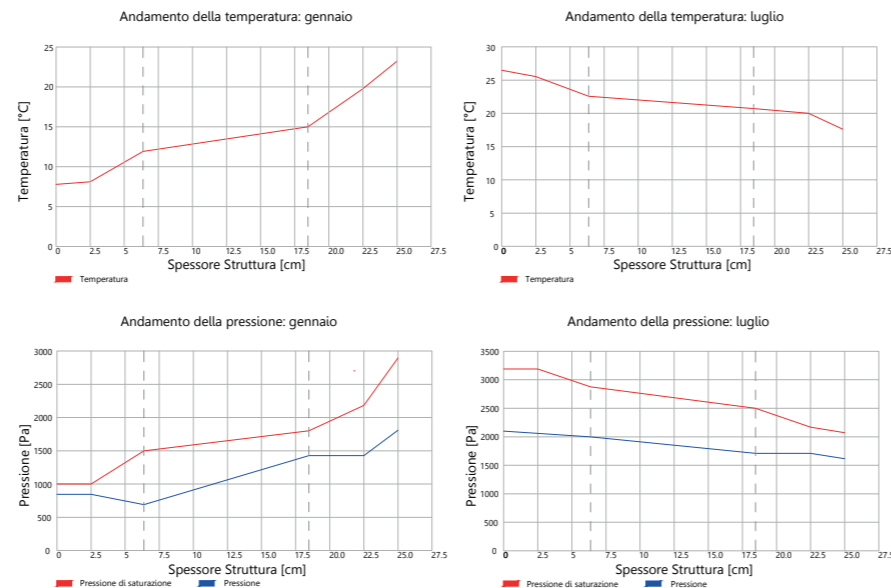 Andamento della temperatura: gennaio
Temperatura [°C]
25
20
15
10
5
0
0 2.5 5 7.5 10 12.5 15 17.5 20.0 22.5 25.0 27.5
Spessore Struttura [cm]
Temperatura
Andamento della temperatura: luglio
Temperatura [°C]
30
25
20
15
10
5
0
0 2.5 5 7.5 10 12.5 15 17.5 20.0 22.5 25.0 27.5
Spessore Struttura [cm]
Temperatura
Andamento della pressione: gennaio
Pressione [Pa]
3000
2500
2000
1500
1000
500
0
0 2.5 5 7.5 10 12.5 15 17.5 20.0 22.5 25.0 27.5
Spessore Struttura [cm]
Pressione di saturazione Pressione
Andamento della pressione: luglio
Pressione [Pa]
3500
3000
2500
2000
1500
1000
500
0
0 2.5 5 7.5 10 12.5 15 17.5 20.0 22.5 25.0 27.5
Spessore Struttura [cm]
Pressione di saturazione Pressione